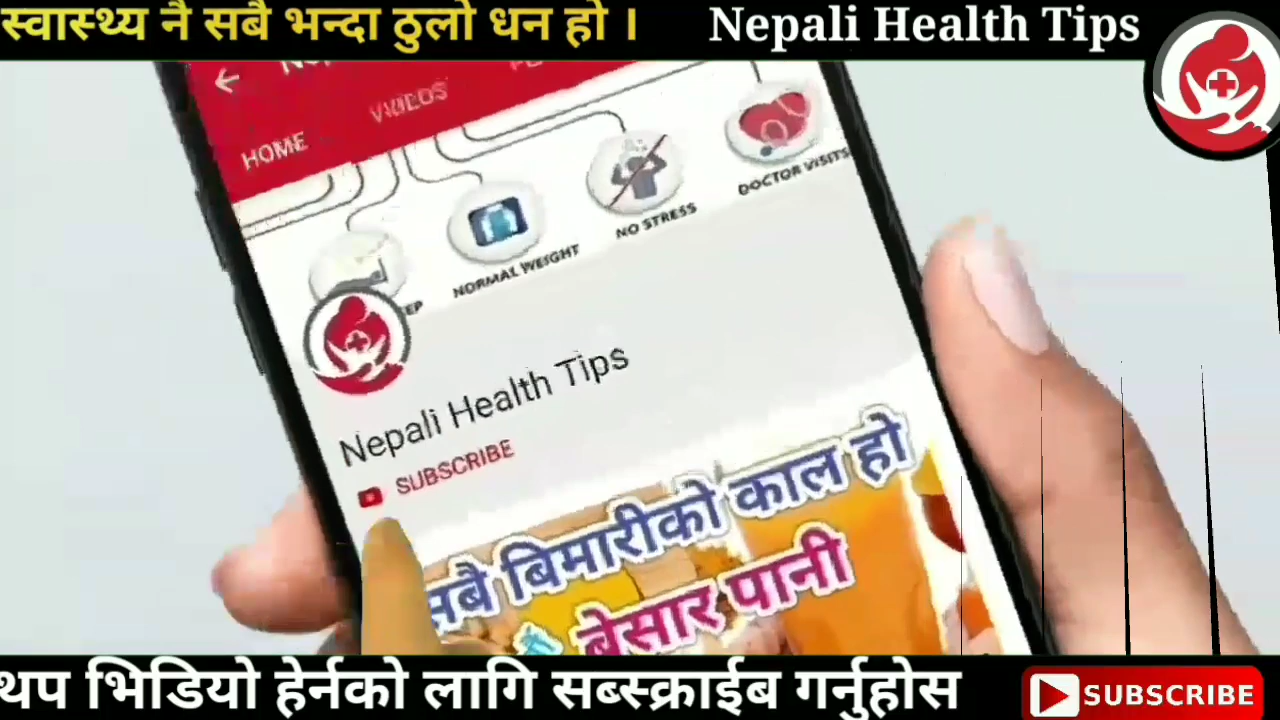 स्वास्थ्य नै सबै भन्दा ठुलो धन हो ।
Nepali Health Tips
HOME
VIDEOS
NORMAL WEIGHT
NO STRESS
DOCTOR VISITS
Nepali Health Tips
SUBSCRIBE
सबै बिमारीको काल हो
बेसार पानी
थप भिडियो हेर्नको लागि सब्स्क्राईब गर्नुहोस
SUBSCRIBE